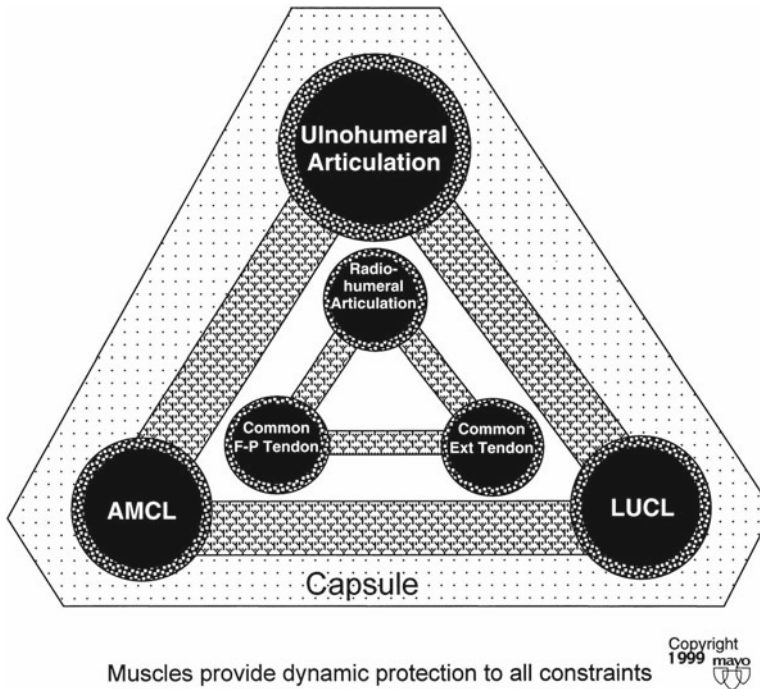 Ulnohumeral
Articulation
Radio-
humeral
Articulation
Common
F-P Tendon
Common
Ext Tendon
AMCL
LUCL
Capsule
Muscles provide dynamic protection to all constraints
Copyright
1999 mayo